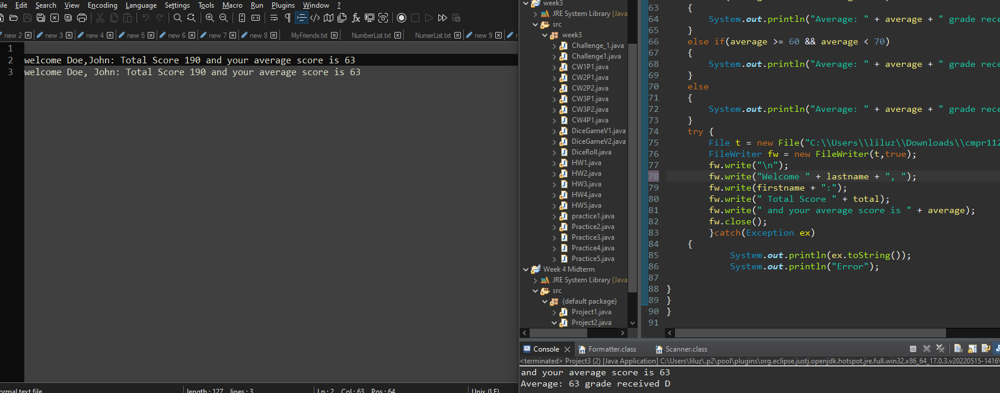 ile Edit Search View Encoding Language Settings Tools Macro Run Plugins Window ?
new 2 new 3 new 4 new 5 new 6 new 7 new 8 MyFriends.txt NumberList.txt NumerList.txt new 9
1
2 welcome Doe,John: Total Score 190 and your average score is 63
3 welcome Doe, John: Total Score 190 and your average score is 63
ormal text file length : 127 lines : 3 Ln : 2 Col : 63 Pos : 64 Unix (LF)
week3
JRE System Library [Java
src
week3
Challenge_1.java
Challenge1.java
CW1P1.java
CW2P1.java
CW2P2.java
CW3P1.java
CW3P2.java
CW4P1.java
DiceGameV1.java
DiceGameV2.java
DiceRoll.java
HW1.java
HW2.java
HW3.java
HW4.java
HW5.java
practice1.java
Practice2.java
Practice3.java
Practice4.java
Practice5.java
Week 4 Midterm
JRE System Library [Java
src
(default package)
Project1.java
Project2.java
63 {
64 System.out.println("Average: " + average + " grade rece
65 }
66 else if(average >= 60 && average < 70)
67 {
68 System.out.println("Average: " + average + " grade rece
69 }
70 else
71 {
72 System.out.println("Average: " + average + " grade rece
73 }
74 try {
75 File t = new File("C:\\Users\\liluz\\Downloads\\cmpr112
76 FileWriter fw = new FileWriter(t,true);
77 fw.write("\n");
78 fw.write("Welcome " + lastname + ", ");
79 fw.write(firstname + ":");
80 fw.write(" Total Score " + total);
81 fw.write(" and your average score is " + average);
82 fw.close();
83 }catch(Exception ex)
84 {
85 System.out.println(ex.toString());
86 System.out.println("Error");
87
88 }
89 }
90 }
91
Console Formatter.class Scanner.class
<terminated> Project3 (2) [Java Application] C:\Users\liluz\.p2\pool\plugins\org.eclipse.justj.openjdk.hotspot.jre.full.win32.x86_64_17.0.3.v20220515-1416\
and your average score is 63
Average: 63 grade received D